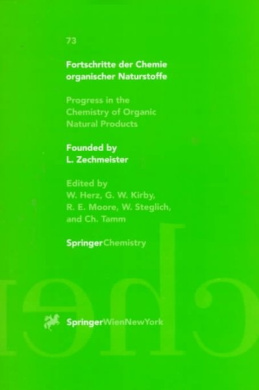 73
Fortschritte der Chemie
organischer Naturstoffe
Progress in the
Chemistry of Organic
Natural Products
Founded by
L. Zechmeister
Edited by
W. Herz, G. W. Kirby,
R. E. Moore, W. Steglich,
and Ch. Tamm
SpringerChemistry
SpringerWienNewYork